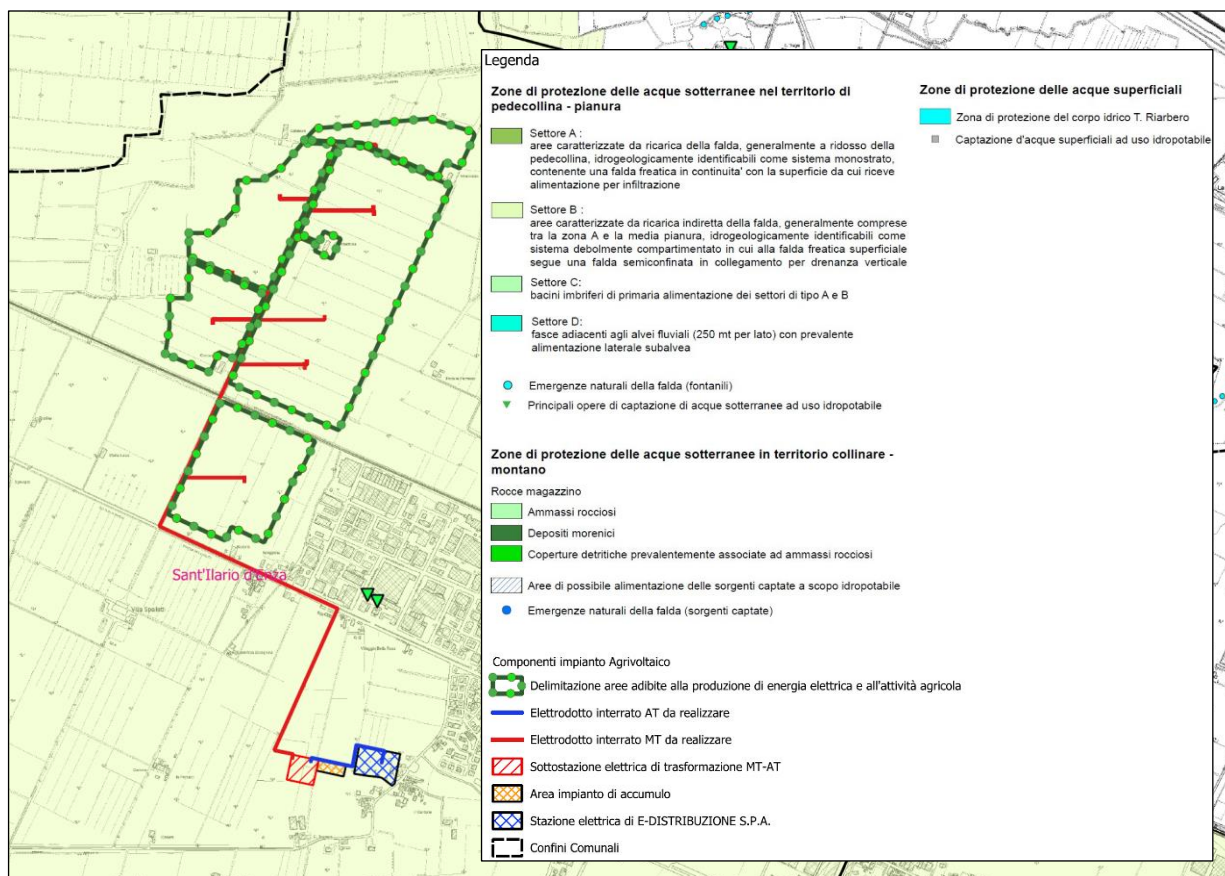 Legenda
Zone di protezione delle acque sotterranee nel territorio di
pedecollina - pianura
Settore A :
aree caratterizzate da ricarica della falda, generalmente a ridosso della
pedecollina, idrogeologicamente identificabili come sistema monostrato,
contenente una falda freatica in continuita' con la superficie da cui riceve
alimentazione per infiltrazione
Settore B :
aree caratterizzate da ricarica indiretta della falda, generalmente comprese
tra la zona A e la media pianura, idrogeologicamente identificabili come
sistema debolmente compartimentato in cui alla falda freatica superficiale
segue una falda semiconfinata in collegamento per drenanza verticale
Settore C:
bacini imbriferi di primaria alimentazione dei settori di tipo A e B
Settore D:
fasce adiacenti agli alvei fluviali (250 mt per lato) con prevalente
alimentazione laterale subalvea
Emergenze naturali della falda (fontanili)
Principali opere di captazione di acque sotterranee ad uso idropotabile
Zone di protezione delle acque sotterranee in territorio collinare -
montano
Rocce magazzino
Ammassi rocciosi
Depositi morenici
Coperture detritiche prevalentemente associate ad ammassi rocciosi
Aree di possibile alimentazione delle sorgenti captate a scopo idropotabile
Emergenze naturali della falda (sorgenti captate)
Componenti impianto Agrivoltaico
Delimitazione aree adibite alla produzione di energia elettrica e all'attività agricola
Elettrodotto interrato AT da realizzare
Elettrodotto interrato MT da realizzare
Sottostazione elettrica di trasformazione MT-AT
Area impianto di accumulo
Stazione elettrica di E-DISTRIBUZIONE S.P.A.
Confini Comunali
Zone di protezione delle acque superficiali
Zona di protezione del corpo idrico T. Riarbero
Captazione d'acque superficiali ad uso idropotabile
Sant'Ilario d'Enza
Villa Spalletti